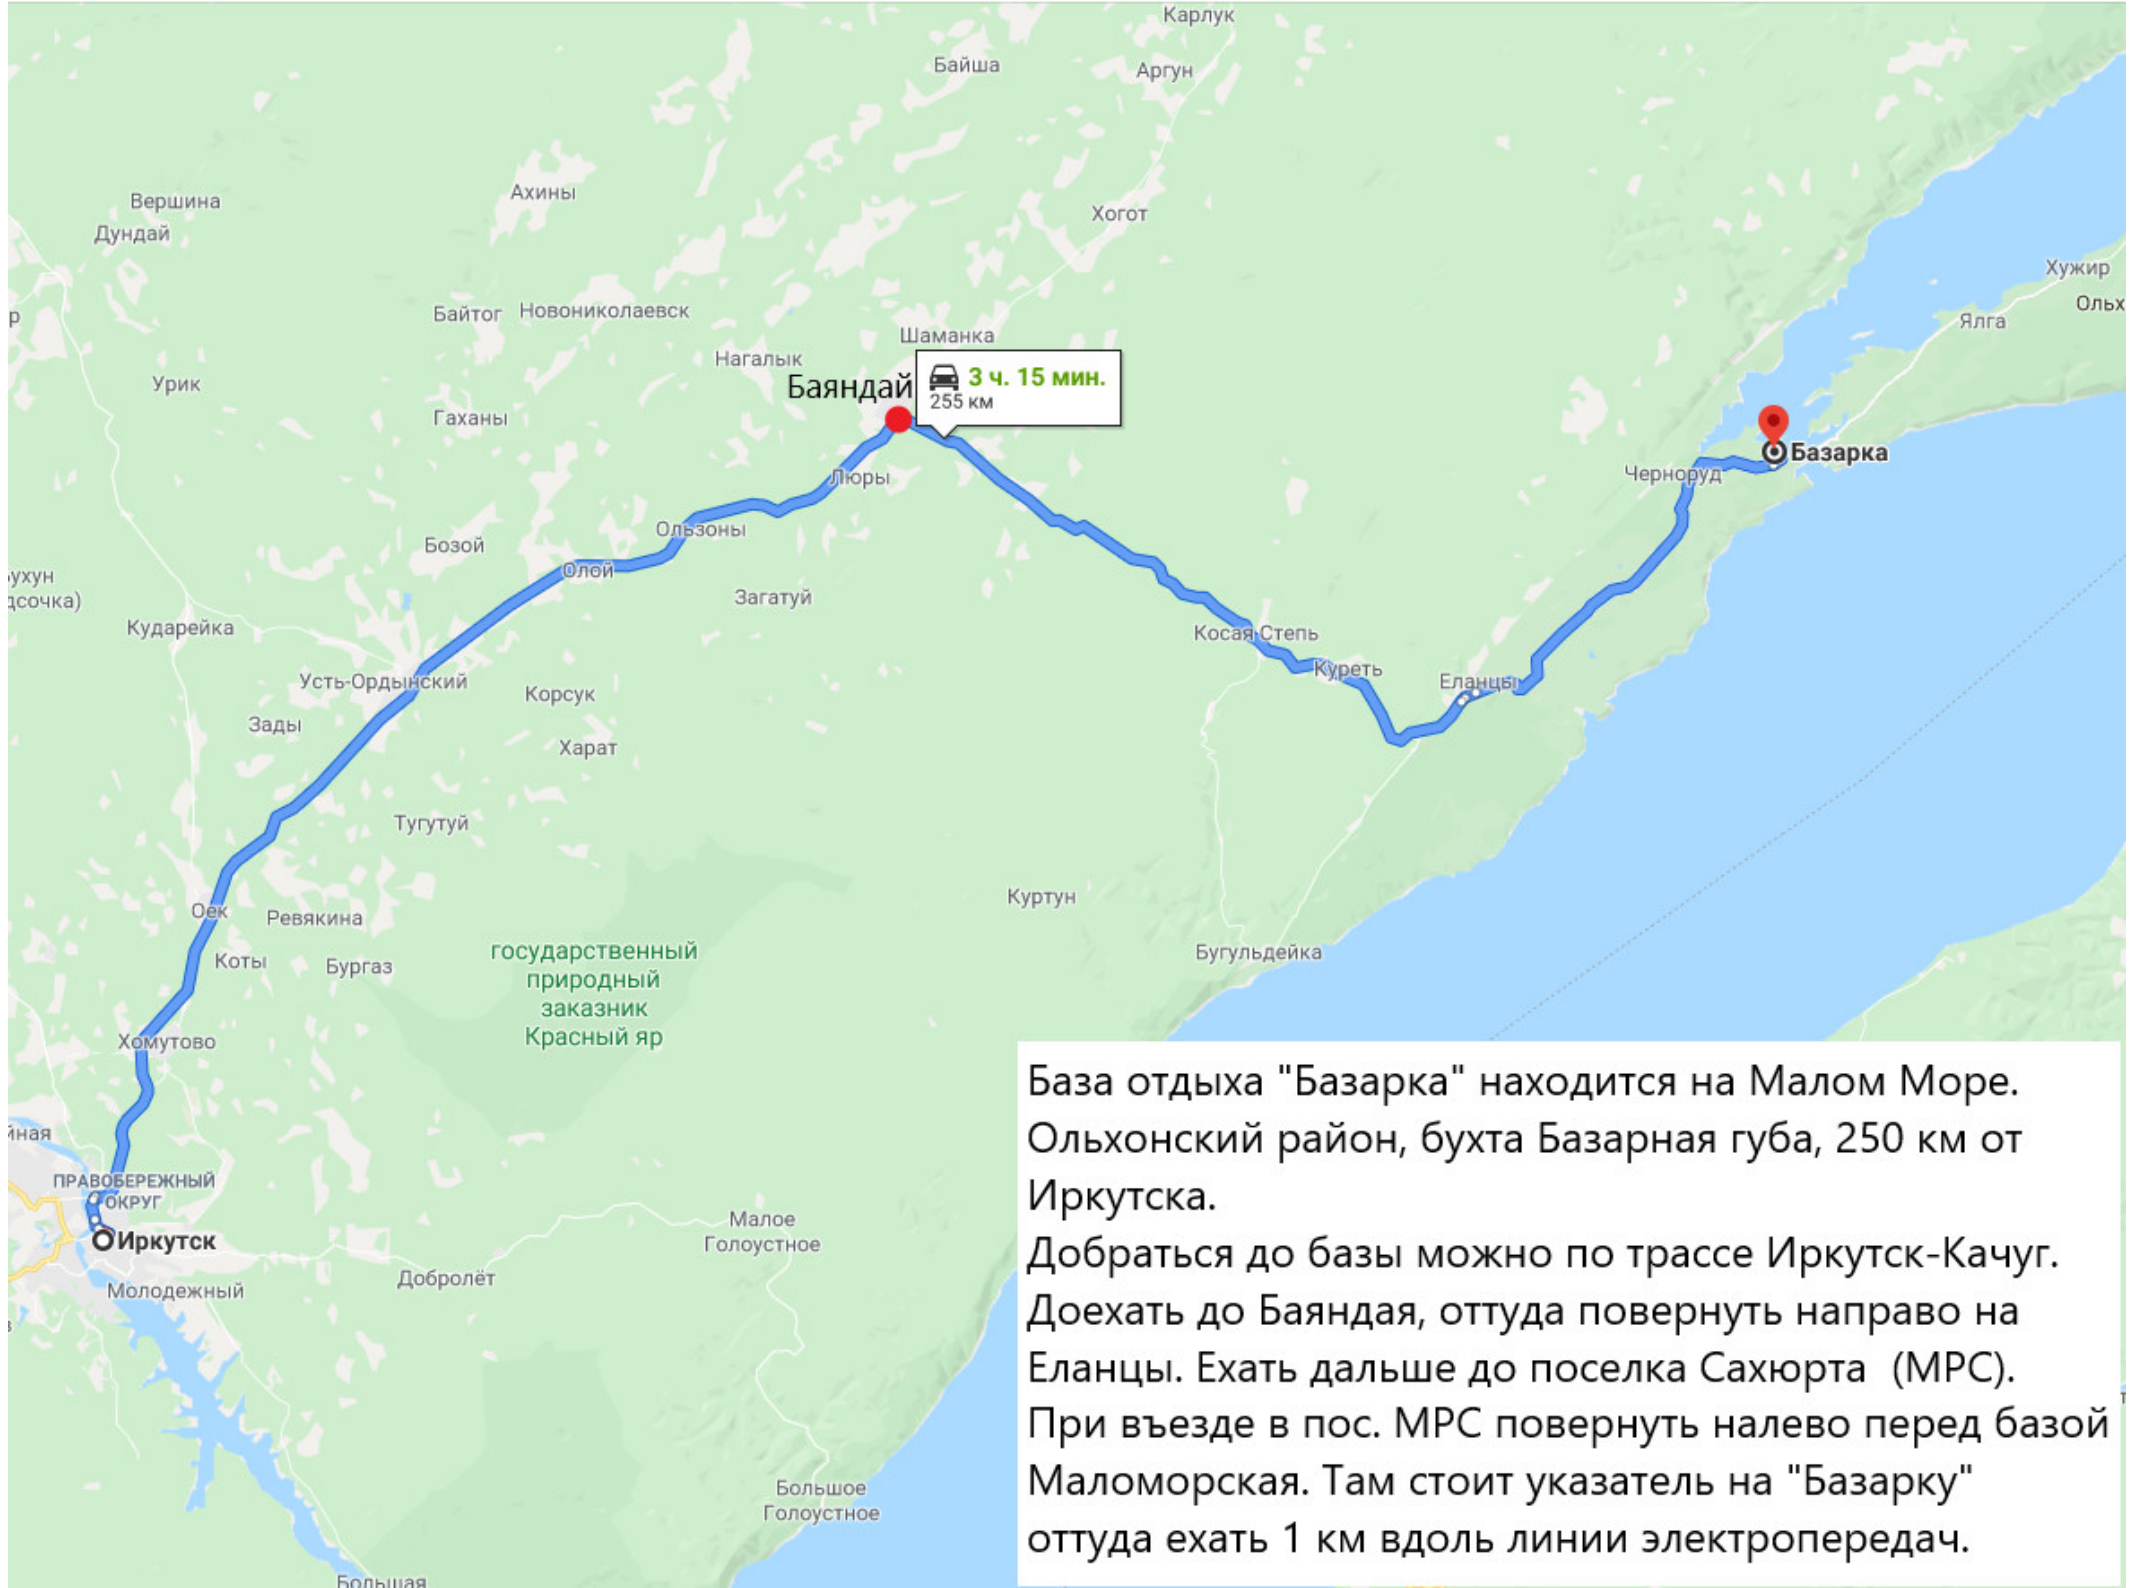 Карлук
Байша
Аргун
Ахины
Вершина
Дундай
Хогот
Хужир
Ольх
Байтог
Новониколаевск
р
Ялга
Шаманка
Нагалык
Урик
Баяндай
3 ч. 15 мин.
255 км
Гаханы
Базарка
Люры
Черноруд
Ользоны
Бозой
Олой
ухун
дсочка)
Загатуй
Кударейка
Косая Степь
Куреть
Усть-Ордынский
Еланцы
Корсук
Зады
Харат
Тугутуй
Куртун
Оек
Ревякина
государственный
природный
заказник
Красный яр
Бугульдейка
Коты
Бургаз
Хомутово
йная
ПРАВОБЕРЕЖНЫЙ
ОКРУГ
Иркутск
Малое
Голоустное
Добролёт
Молодежный
в
Большое
Голоустное
Большая
База отдыха "Базарка" находится на Малом Море.
Ольхонский район, бухта Базарная губа, 250 км от
Иркутска.
Добраться до базы можно по трассе Иркутск-Качуг.
Доехать до Баяндая, оттуда повернуть направо на
Еланцы. Ехать дальше до поселка Сахюрта (МРС).
При въезде в пос. МРС повернуть налево перед базой
Маломорская. Там стоит указатель на "Базарку"
оттуда ехать 1 км вдоль линии электропередач.